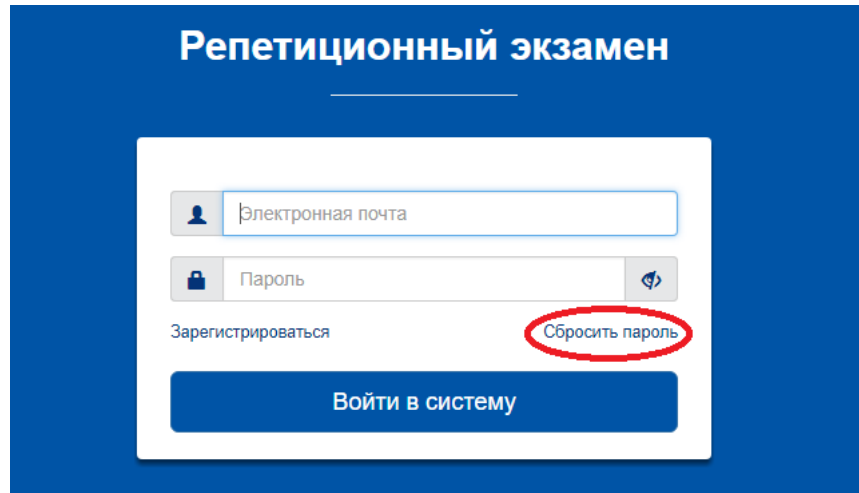 Репетиционный экзамен
Электронная почта
Пароль
Зарегистрироваться Сбросить пароль
Войти в систему